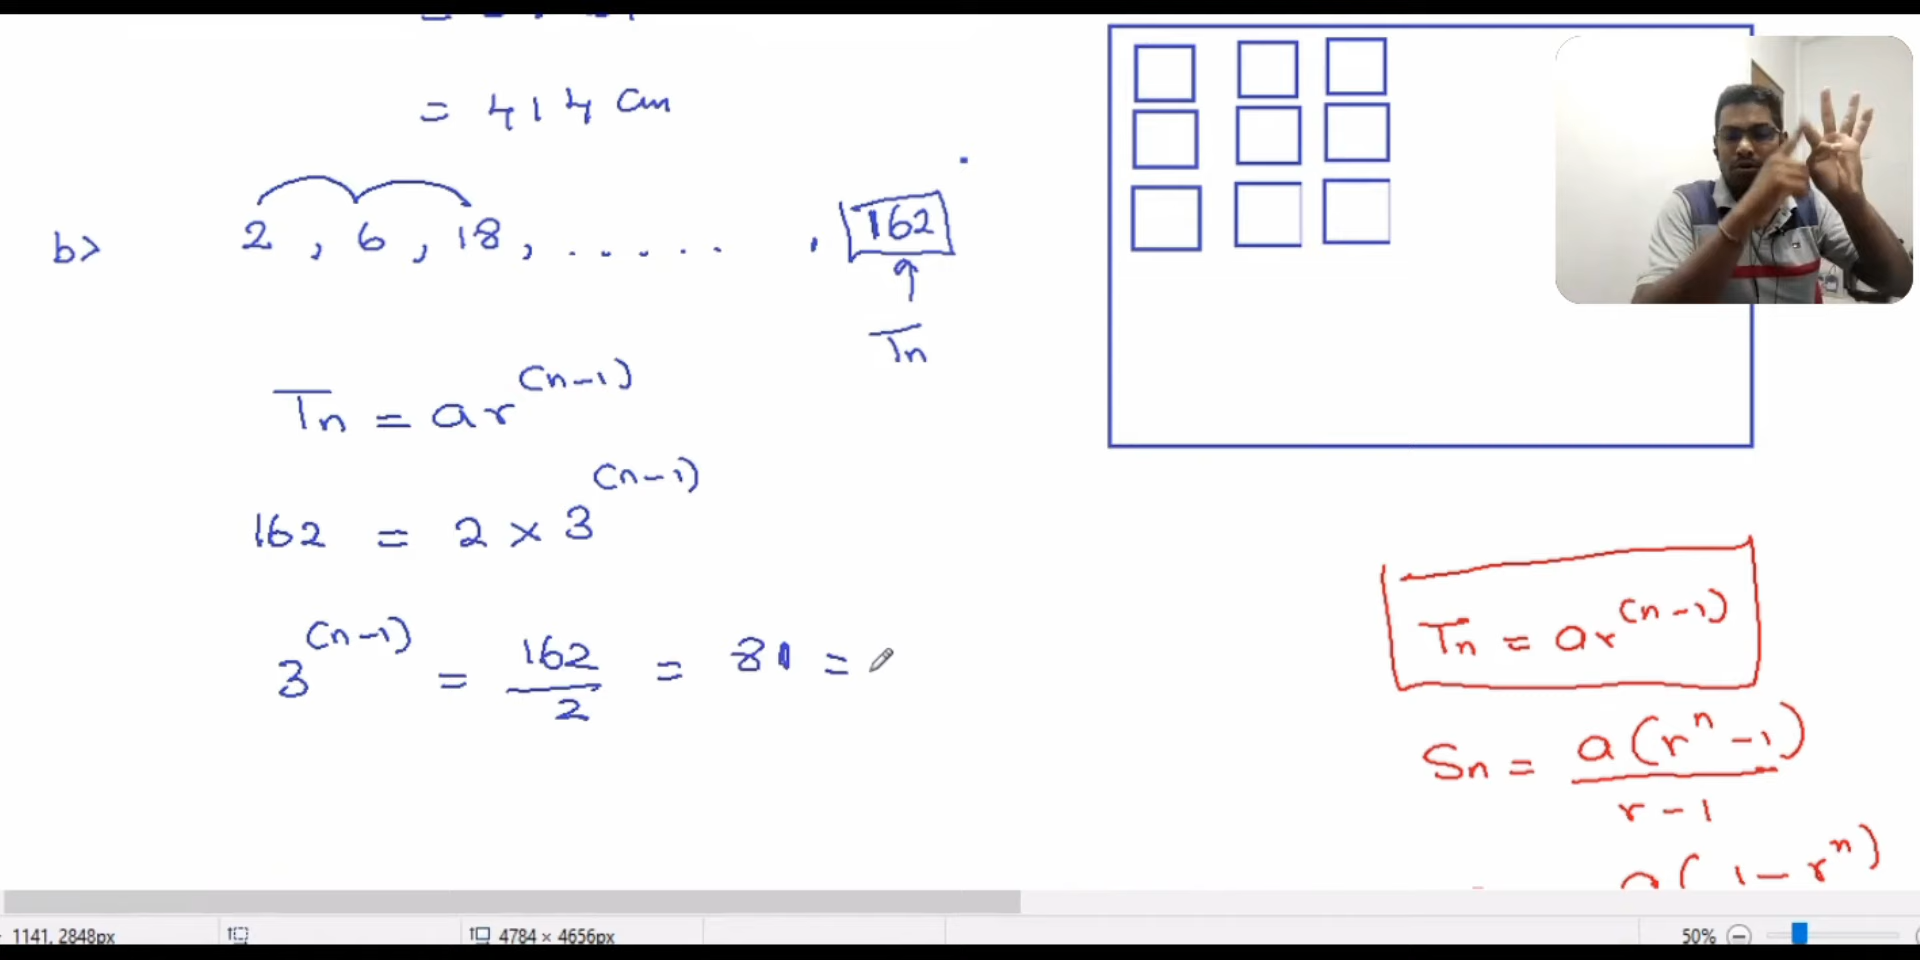 = 414 cm
b> 2 , 6 , 18 , . . . . . , 162
Tn
Tn = ar^(n-1)
162 = 2 × 3^(n-1)
3^(n-1) = 162/2 = 81 =
Tn = ar^(n-1)
Sn = a(r^n - 1)/r - 1
a(1 - r^n)
1141, 2848px
4784 × 4656px
50%